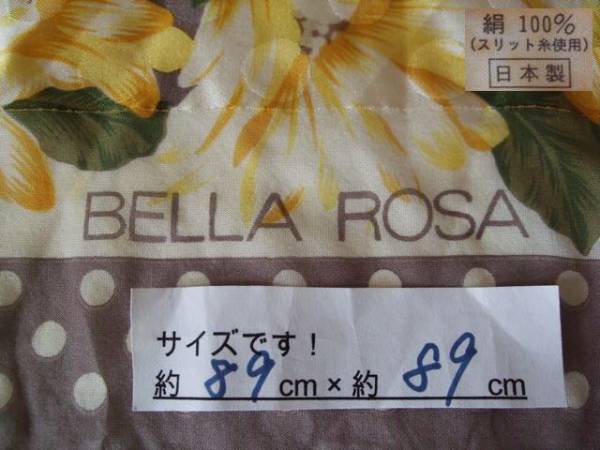 絹 100%
(スリット糸使用)
日本製
BELLA ROSA
サイズです！
約 89 cm × 約 89 cm